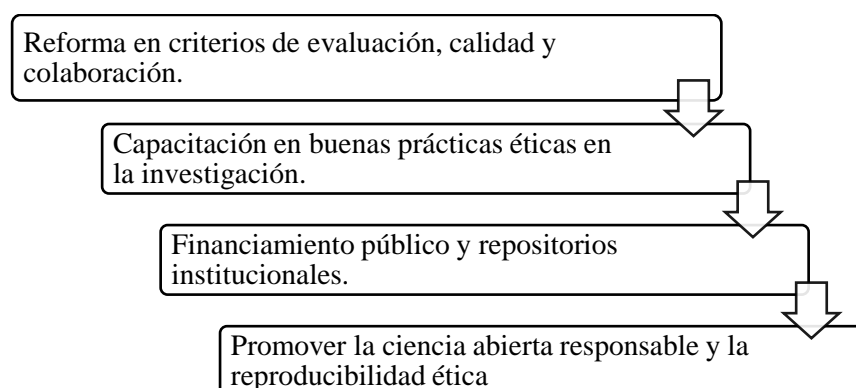 Reforma en criterios de evaluación, calidad y
colaboración.
Capacitación en buenas prácticas éticas en
la investigación.
Financiamiento público y repositorios
institucionales.
Promover la ciencia abierta responsable y la
reproducibilidad ética